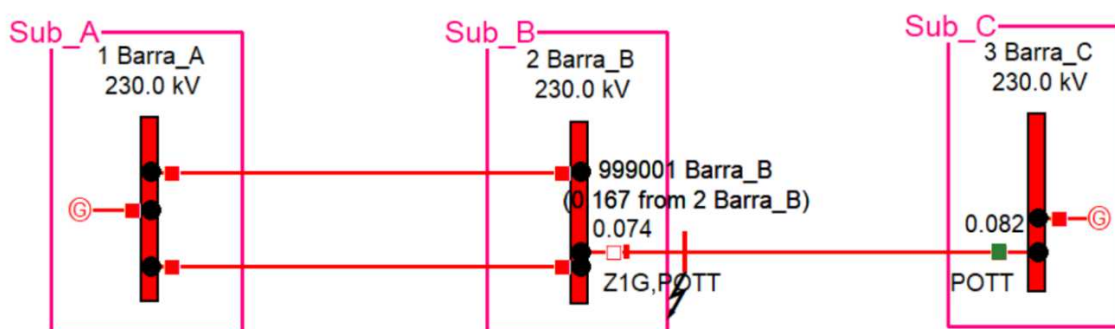 Sub_A
1 Barra_A
230.0 kV
G
Sub_B
2 Barra_B
230.0 kV
999001 Barra_B
(0.167 from 2 Barra_B)
0.074
Z1G,POTT
Sub_C
3 Barra_C
230.0 kV
0.082
G
POTT